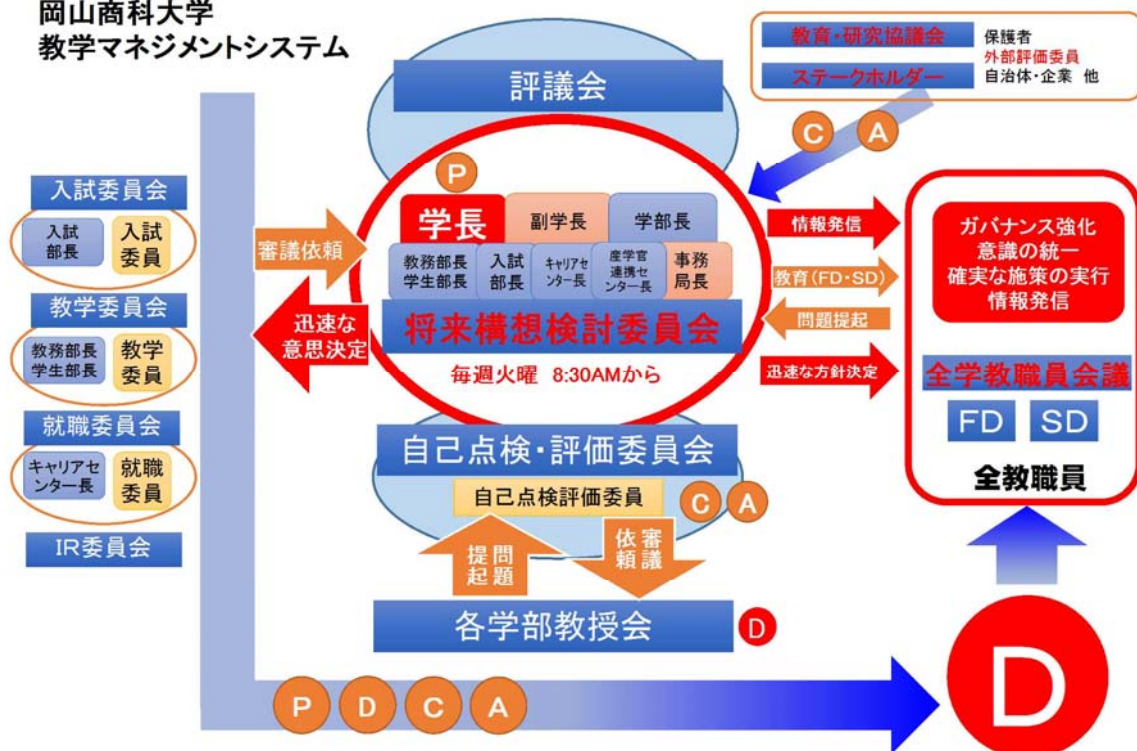 岡山商科大学
教学マネジメントシステム
教育・研究協議会
ステークホルダー
保護者
外部評価委員
自治体・企業 他
C
A
評議会
P
学長
副学長
学部長
教務部長
学生部長
入試
部長
キャリアセ
ンター長
産学官
連携セ
ンター長
事務
局長
将来構想検討委員会
毎週火曜 8:30AMから
入試委員会
入試
部長
入試
委員
教学委員会
教務部長
学生部長
教学
委員
就職委員会
キャリアセ
ンター長
就職
委員
IR委員会
審議依頼
迅速な
意思決定
情報発信
教育(FD・SD)
問題提起
迅速な方針決定
ガバナンス強化
意識の統一
確実な施策の実行
情報発信
全学教職員会議
FD
SD
全教職員
自己点検・評価委員会
自己点検評価委員
C
A
問題
提起
審議
依頼
各学部教授会
D
P
D
C
A
D